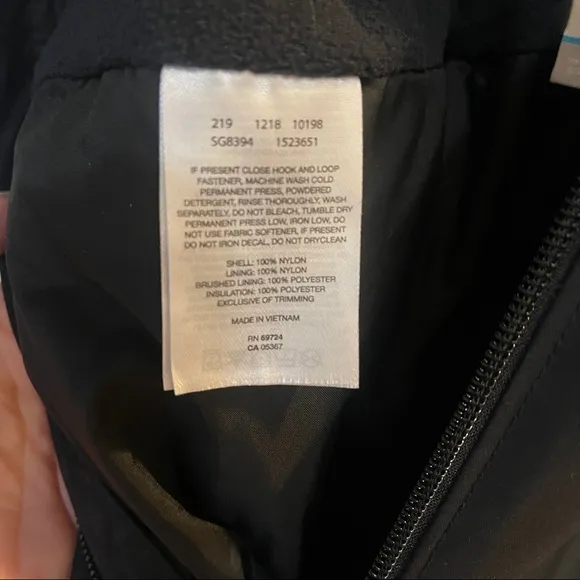 219 1218 10198
SG8394 1523651
IF PRESENT CLOSE HOOK AND LOOP
FASTENER, MACHINE WASH COLD
PERMANENT PRESS, POWDERED
DETERGENT, RINSE THOROUGHLY, WASH
SEPARATELY, DO NOT BLEACH, TUMBLE DRY
PERMANENT PRESS LOW, IRON LOW, DO
NOT USE FABRIC SOFTENER, IF PRESENT
DO NOT IRON DECAL, DO NOT DRYCLEAN
SHELL: 100% NYLON
LINING: 100% NYLON
BRUSHED LINING: 100% POLYESTER
INSULATION: 100% POLYESTER
EXCLUSIVE OF TRIMMING
MADE IN VIETNAM
RN 69724
CA 05367